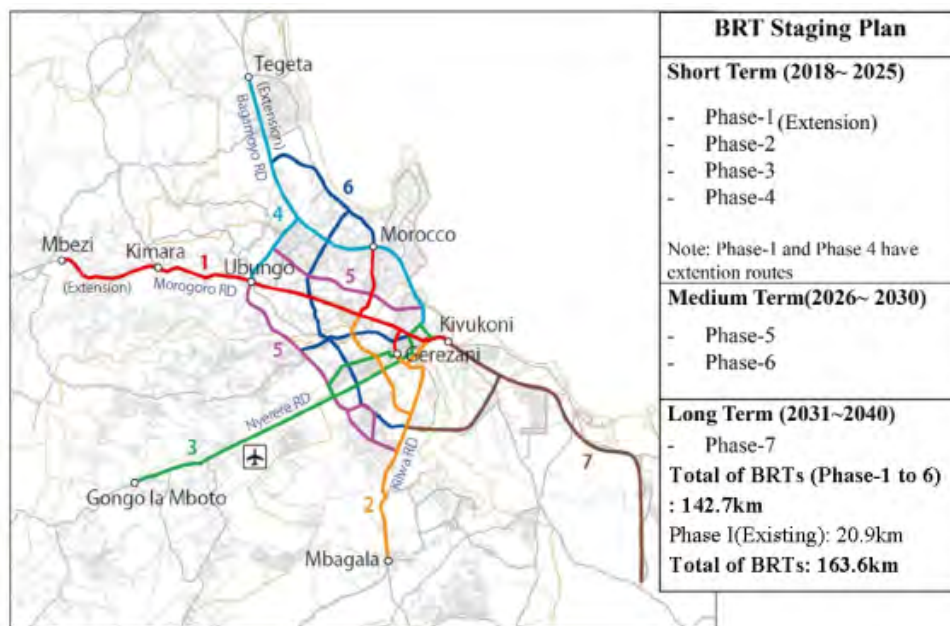 Tegeta
(Extension)
Bagamoyo RD
6
4
Morocco
Mbezi
Kimara
1
Ubungo
5
(Extension)
Morogoro RD
Kivukoni
5
Gerezani
Nyerere RD
3
7
Gongo la Mboto
Kilwa RD
2
Mbagala
BRT Staging Plan
Short Term (2018~ 2025)
- Phase-1 (Extension)
- Phase-2
- Phase-3
- Phase-4
Note: Phase-1 and Phase 4 have
extention routes
Medium Term(2026~ 2030)
- Phase-5
- Phase-6
Long Term (2031~2040)
- Phase-7
Total of BRTs (Phase-1 to 6)
: 142.7km
Phase I(Existing): 20.9km
Total of BRTs: 163.6km